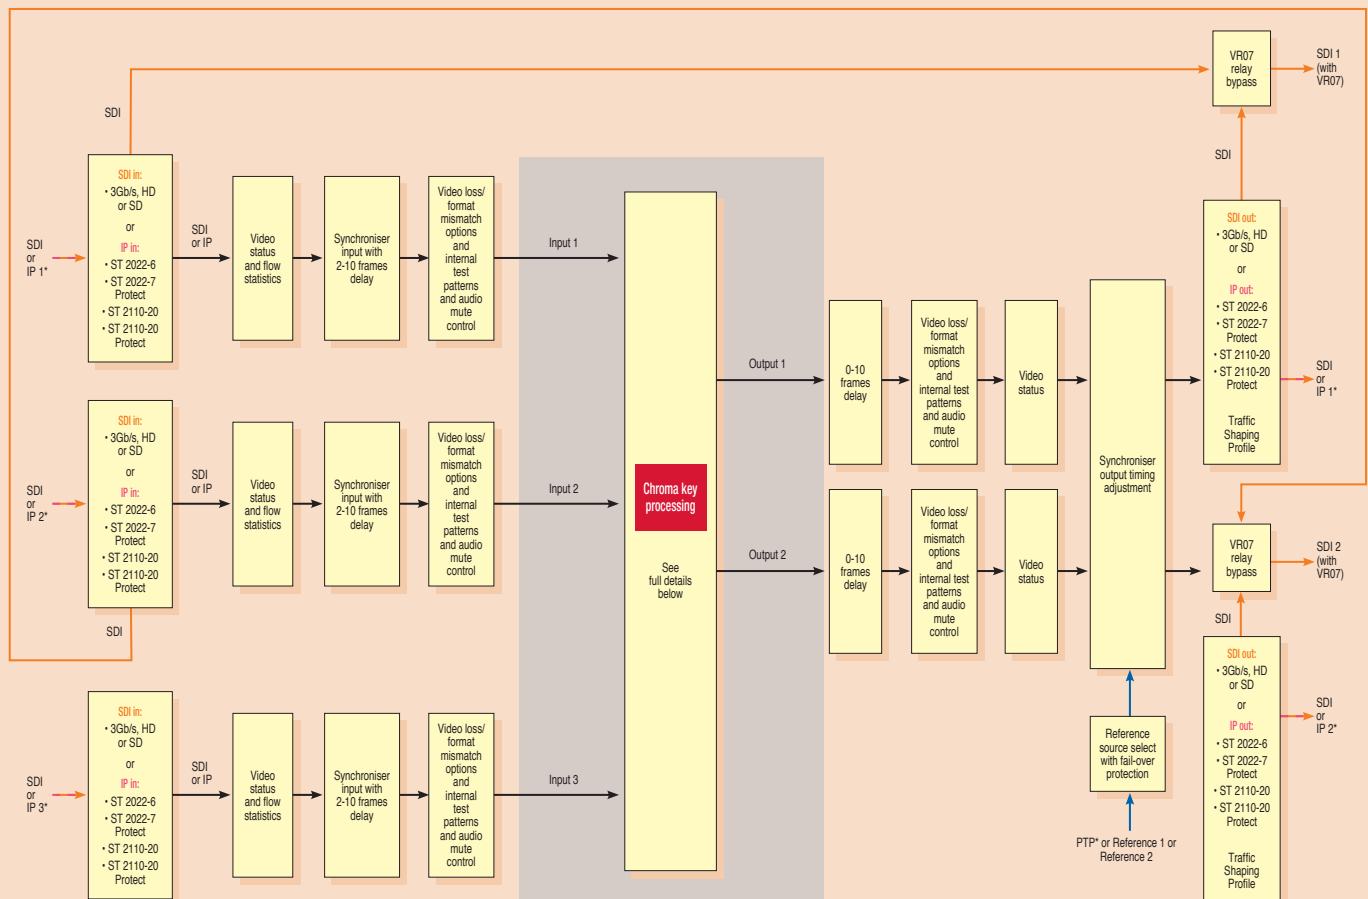 VR07
relay
bypass
SDI 1
(with
VR07)
SDI
SDI
SDI
or
IP 1*
SDI in:
• 3Gb/s, HD
or SD
or
IP in:
• ST 2022-6
• ST 2022-7
Protect
• ST 2110-20
• ST 2110-20
Protect
SDI
or IP
Video
status
and flow
statistics
Synchroniser
input with
2-10 frames
delay
Video loss/
format
mismatch
options
and
internal
test
patterns
and audio
mute
control
Input 1
SDI
or
IP 2*
SDI in:
• 3Gb/s, HD
or SD
or
IP in:
• ST 2022-6
• ST 2022-7
Protect
• ST 2110-20
• ST 2110-20
Protect
SDI
SDI
or IP
Video
status
and flow
statistics
Synchroniser
input with
2-10 frames
delay
Video loss/
format
mismatch
options
and
internal
test
patterns
and audio
mute
control
Input 2
SDI
or
IP 3*
SDI in:
• 3Gb/s, HD
or SD
or
IP in:
• ST 2022-6
• ST 2022-7
Protect
• ST 2110-20
• ST 2110-20
Protect
SDI
or IP
Video
status
and flow
statistics
Synchroniser
input with
2-10 frames
delay
Video loss/
format
mismatch
options
and
internal
test
patterns
and audio
mute
control
Input 3
Chroma key
processing
See
full details
below
Output 1
0-10
frames
delay
Video loss/
format
mismatch
options
and
internal test
patterns
and audio
mute
control
Video
status
Output 2
0-10
frames
delay
Video loss/
format
mismatch
options
and
internal test
patterns
and audio
mute
control
Video
status
Synchroniser
output timing
adjustment
Reference
source select
with fail-over
protection
PTP* or Reference 1 or
Reference 2
SDI out:
• 3Gb/s, HD
or SD
or
IP out:
• ST 2022-6
• ST 2022-7
Protect
• ST 2110-20
• ST 2110-20
Protect
Traffic
Shaping
Profile
SDI
or
IP 1*
VR07
relay
bypass
SDI 2
(with
VR07)
SDI
SDI out:
• 3Gb/s, HD
or SD
or
IP out:
• ST 2022-6
• ST 2022-7
Protect
• ST 2110-20
• ST 2110-20
Protect
Traffic
Shaping
Profile
SDI
or
IP 2*